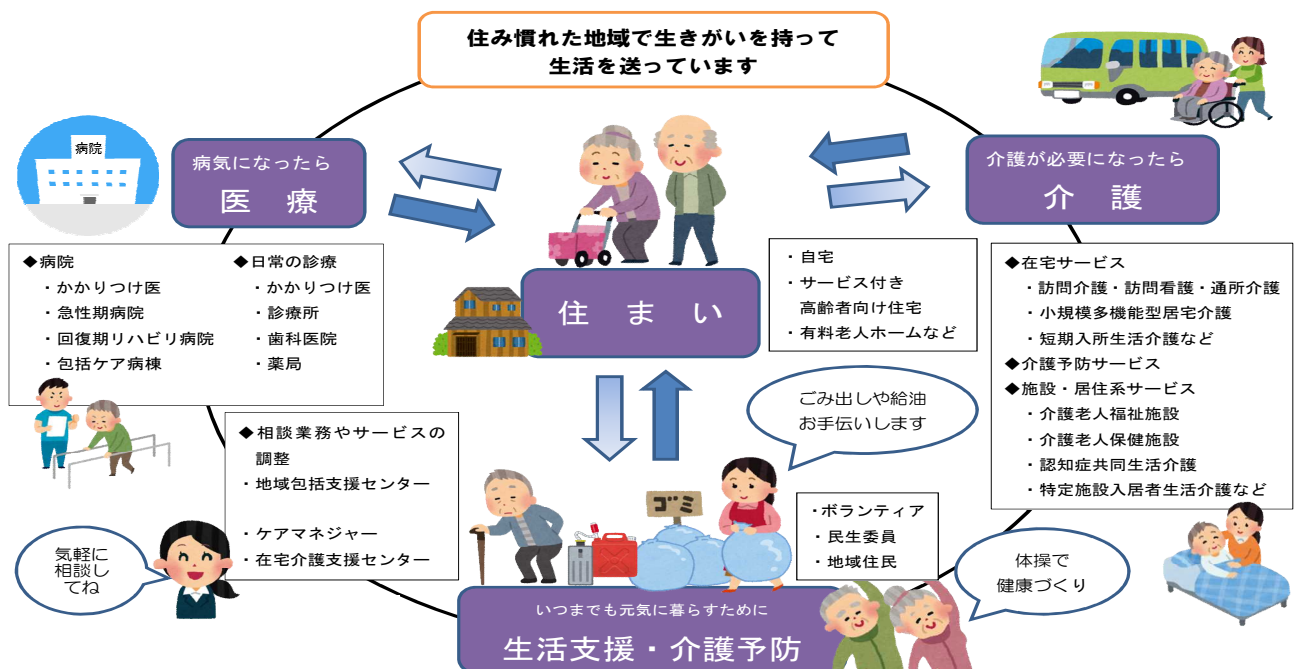 住み慣れた地域で生きがいを持って
生活を送っています
病院
病気になったら
医療
介護が必要になったら
介護
◆病院
・かかりつけ医
・急性期病院
・回復期リハビリ病院
・包括ケア病棟
◆日常の診療
・かかりつけ医
・診療所
・歯科医院
・薬局
住まい
・自宅
・サービス付き
高齢者向け住宅
・有料老人ホームなど
◆在宅サービス
・訪問介護・訪問看護・通所介護
・小規模多機能型居宅介護
・短期入所生活介護など
◆介護予防サービス
◆施設・居住系サービス
・介護老人福祉施設
・介護老人保健施設
・認知症共同生活介護
・特定施設入居者生活介護など
ごみ出しや給油
お手伝いします
◆相談業務やサービスの
調整
・地域包括支援センター
・ケアマネジャー
・在宅介護支援センター
気軽に
相談し
てね
ゴミ
・ボランティア
・民生委員
・地域住民
体操で
健康づくり
いつまでも元気に暮らすために
生活支援・介護予防